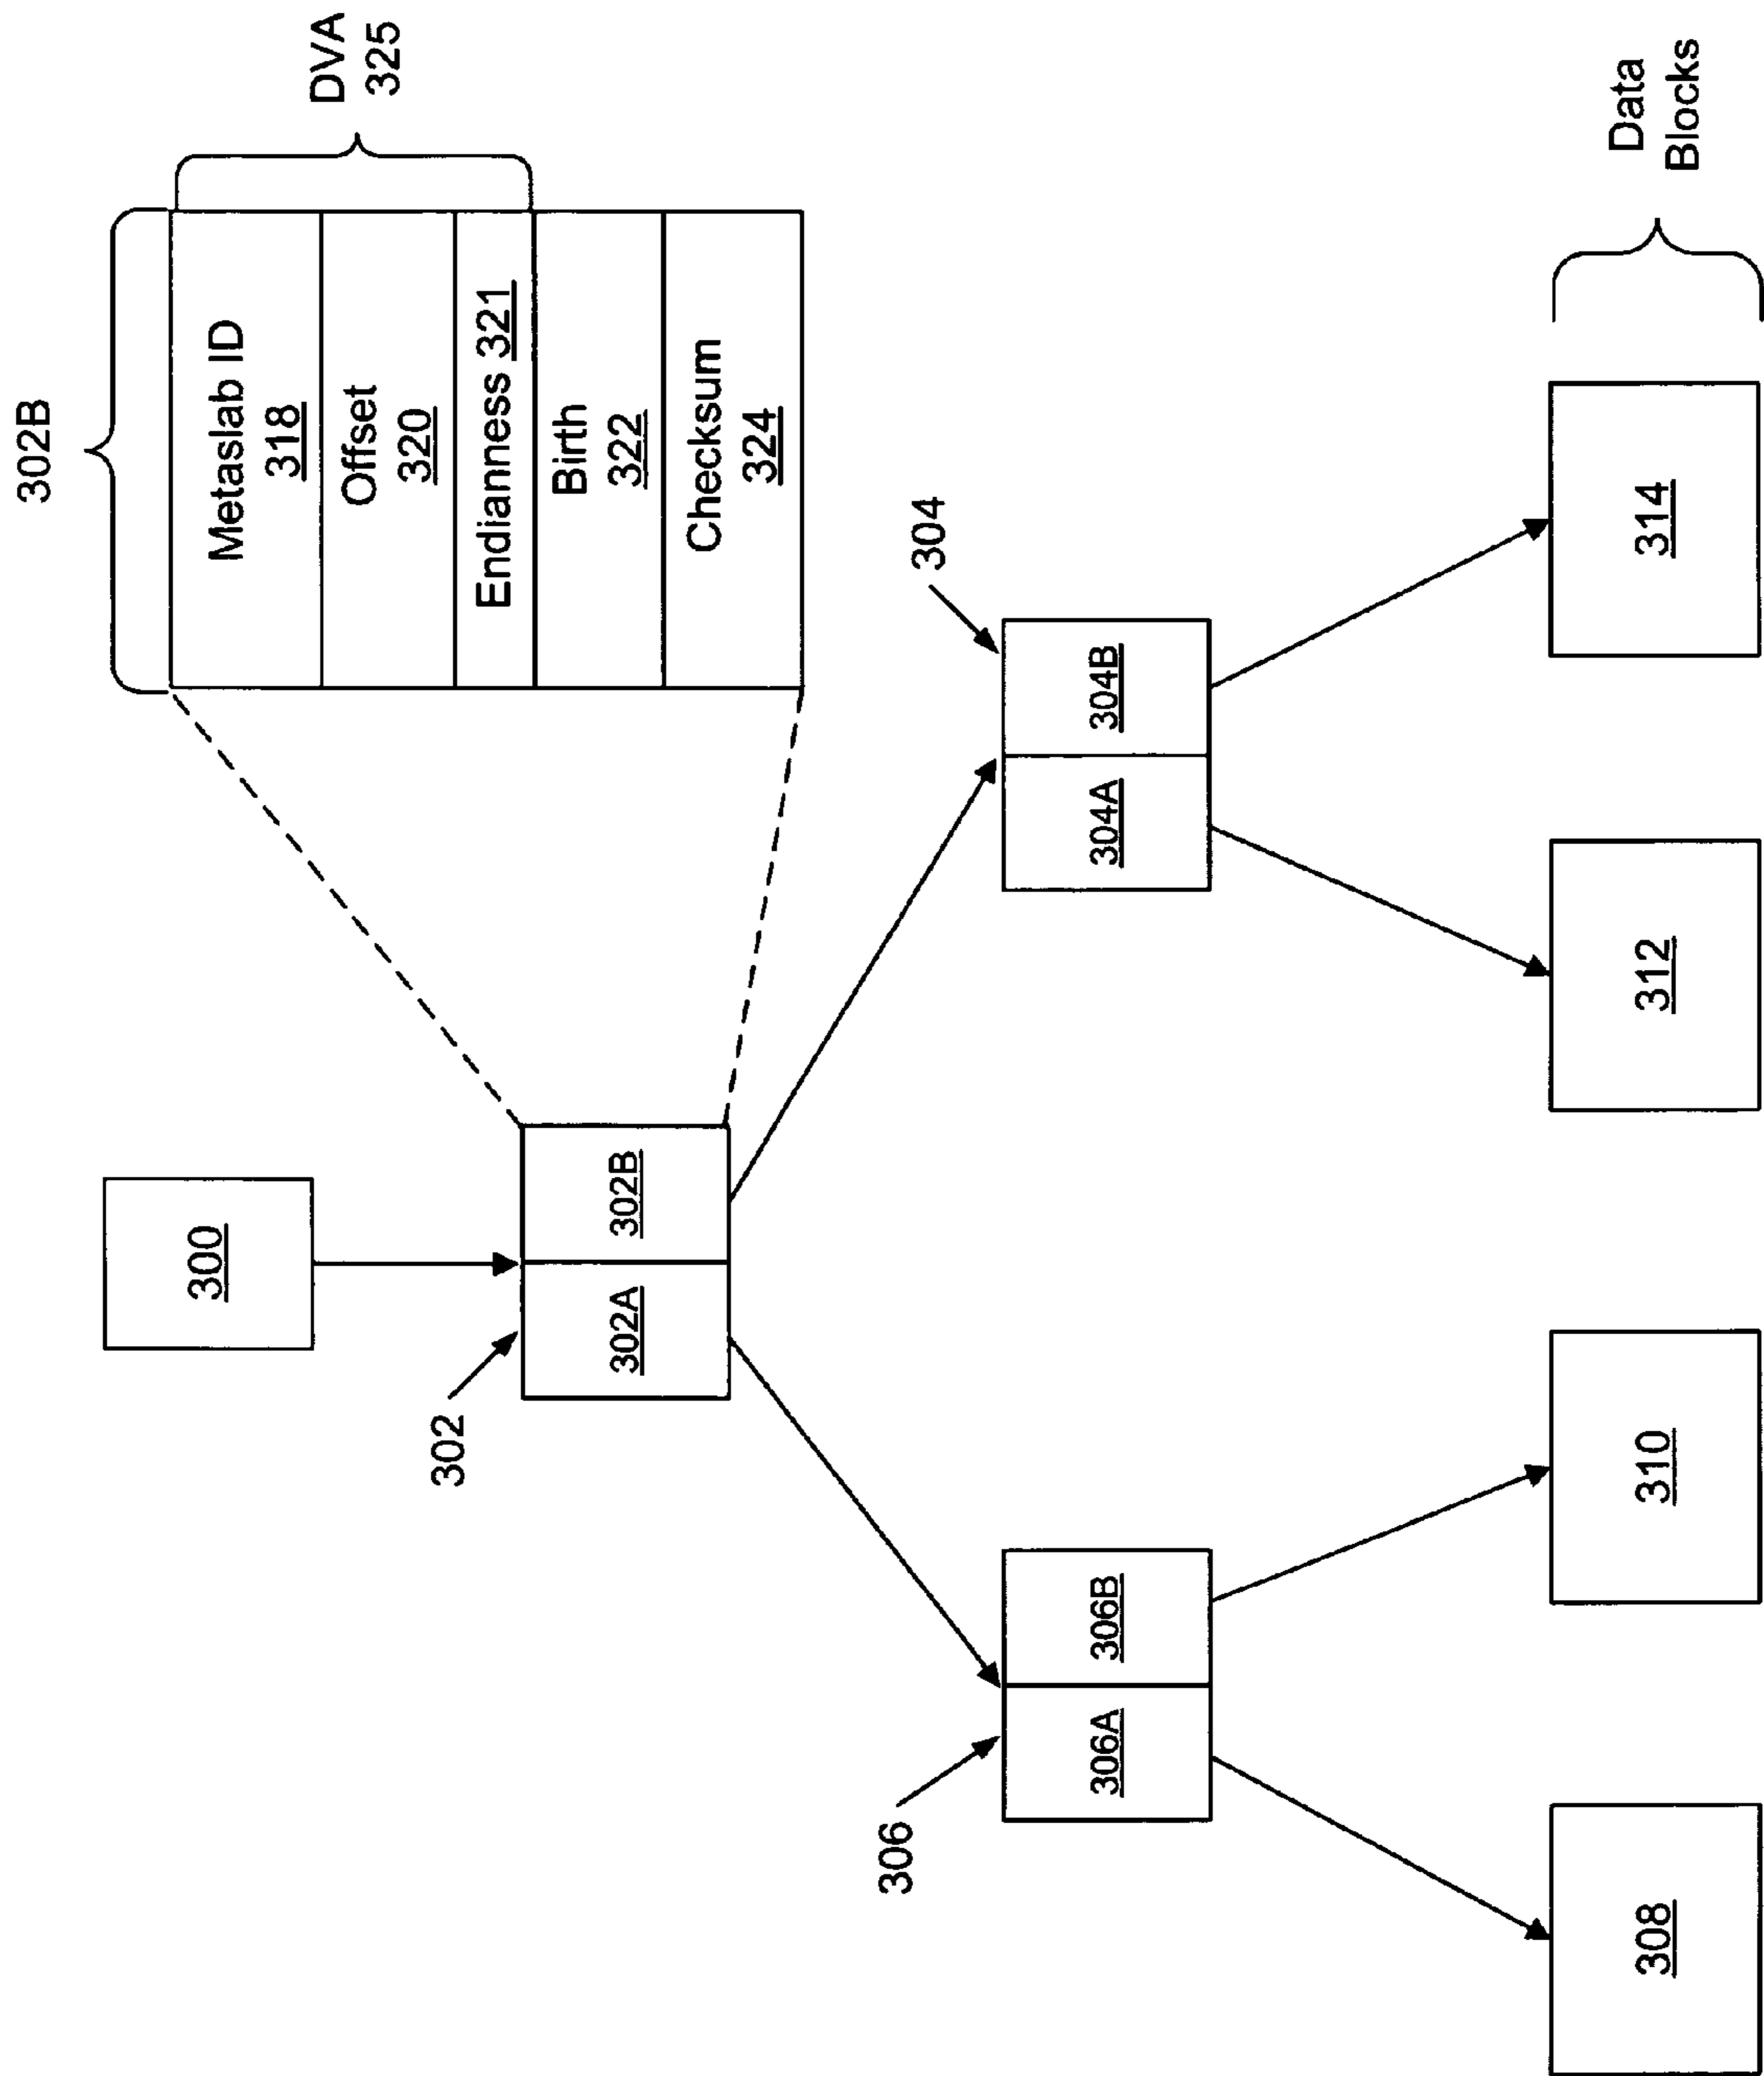 302B
Metaslab ID
318
Offset
320
Endianness 321
Birth
322
Checksum
324
DVA
325
300
302
302A
302B
304
304A
304B
306
306A
306B
308
310
312
314
Data
Blocks